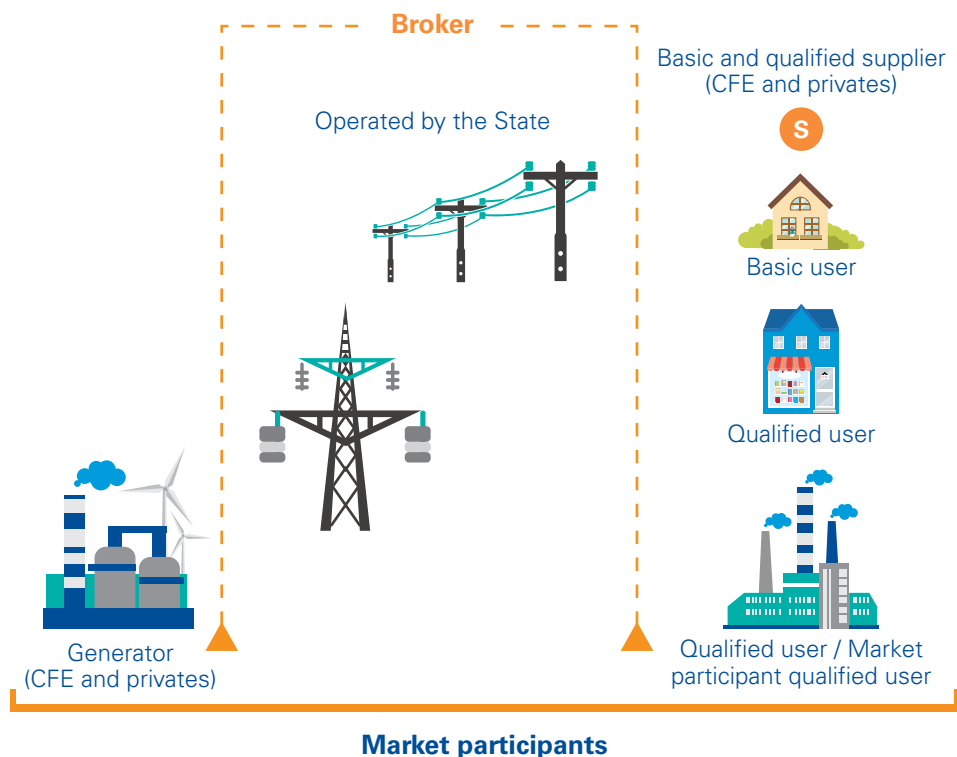 Broker
Operated by the State
Basic and qualified supplier
(CFE and privates)
S
Basic user
Qualified user
Generator
(CFE and privates)
Qualified user / Market
participant qualified user
Market participants